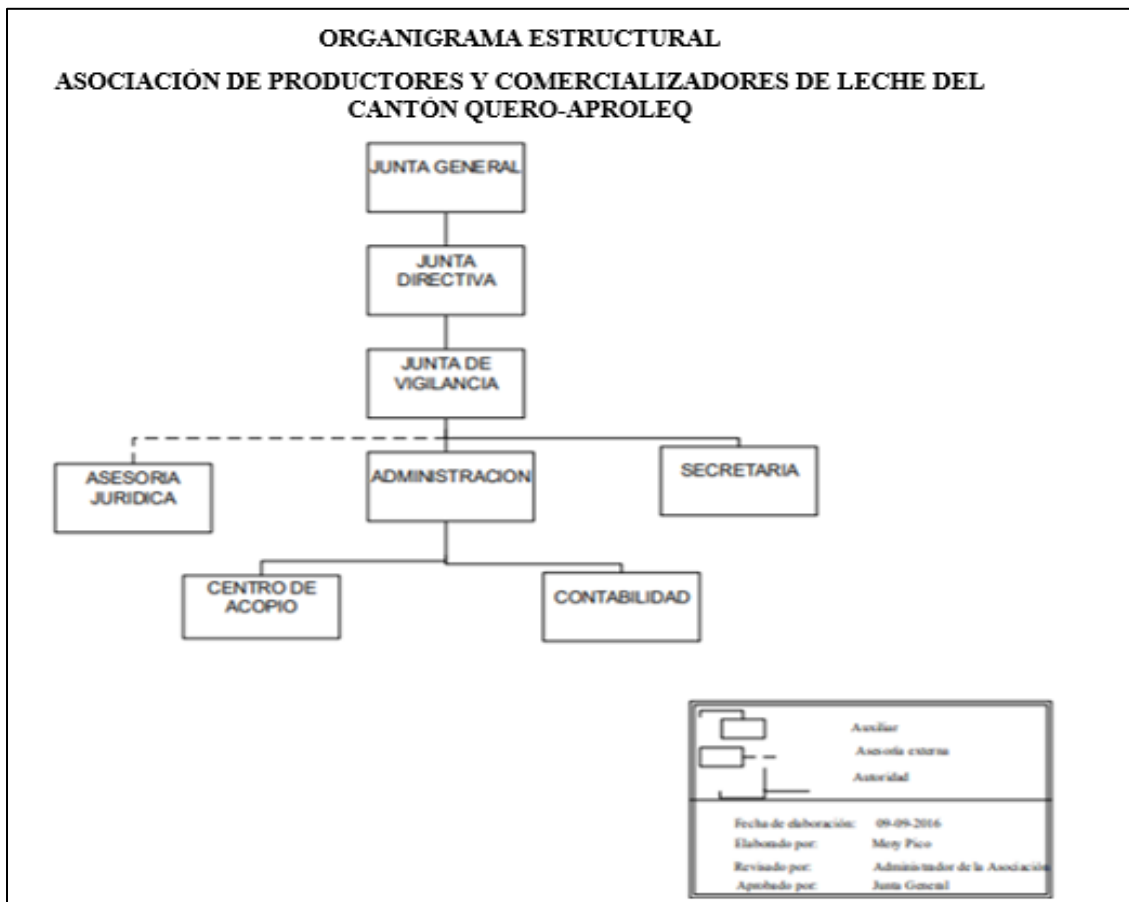 ORGANIGRAMA ESTRUCTURAL
ASOCIACIÓN DE PRODUCTORES Y COMERCIALIZADORES DE LECHE DEL
CANTÓN QUERO-APROLEQ
JUNTA GENERAL
JUNTA
DIRECTIVA
JUNTA DE
VIGILANCIA
ASESORIA
JURIDICA
ADMINISTRACION
SECRETARIA
CENTRO DE
ACOPIO
CONTABILIDAD
Auxiliar
Asesoría externa
Autoridad
Fecha de elaboración: 09-09-2016
Elaborado por: Mery Pico
Revisado por: Administrador de la Asociación
Aprobado por: Junta General